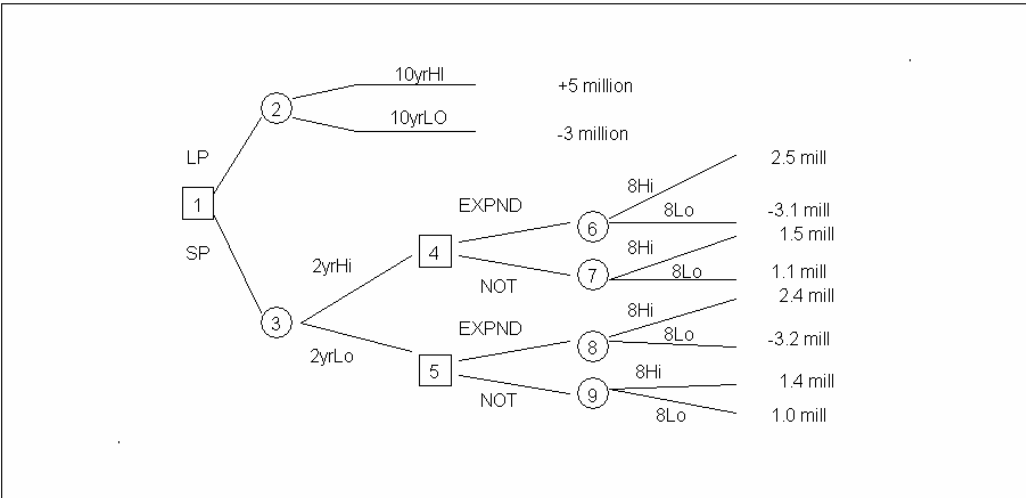 10yrHI
+5 million
2
10yrLO
-3 million
LP
2.5 mill
8Hi
EXPND
8Lo
1
-3.1 mill
6
1.5 mill
8Hi
SP
4
2yrHi
8Lo
1.1 mill
7
NOT
2.4 mill
8Hi
3
EXPND
8Lo
-3.2 mill
8
2yrLo
5
8Hi
1.4 mill
9
NOT
8Lo
1.0 mill